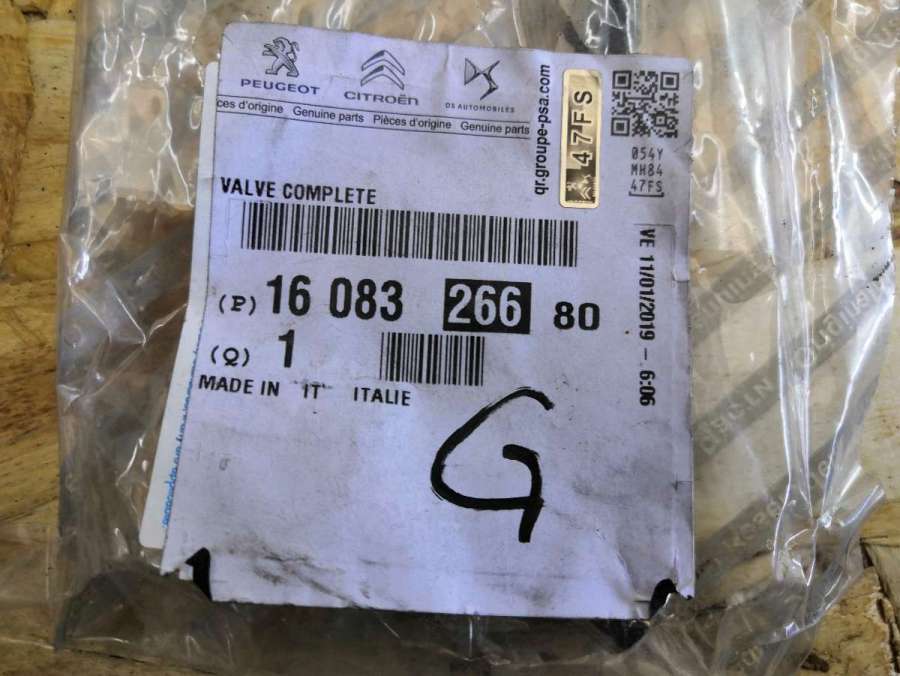 PEUGEOT
CITROËN
DS AUTOMOBILES
ces d'origine Genuine parts Pièces d'origine Genuine parts
qr.groupe-psa.com
47FS
054Y
MH84
47FS
VALVE COMPLETE
(P) 16 083 266 80
(Q) 1
MADE IN IT ITALIE
VE 11/01/2019 - 6:06
G